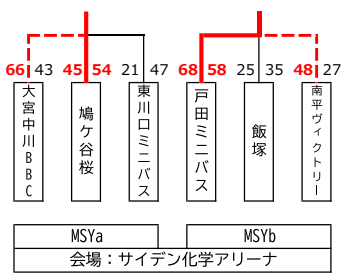 66 43 45 54 21 47 68 58 25 35 48 27
大宮中川BBC
鳩ケ谷桜
東川口ミニバス
戸田ミニバス
飯塚
南平ヴィクトリー
MSYa MSYb
会場：サイデン化学アリーナ